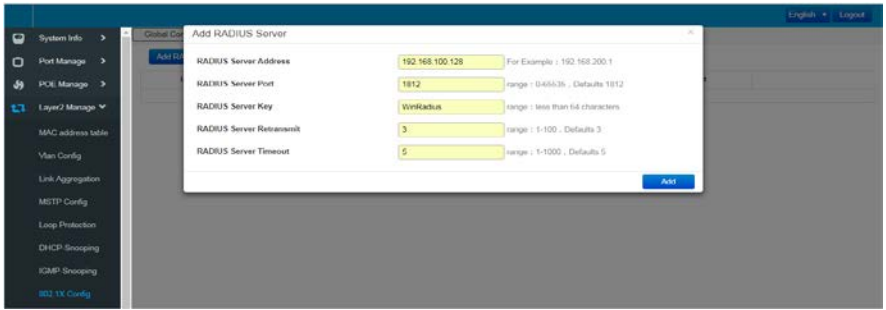 English Logout
System Info
Port Manage
POE Manage
Layer2 Manage
MAC address table
Vlan Config
Link Aggregation
MSTP Config
Loop Protection
DHCP-Snooping
IGMP-Snooping
802.1X Config
Global Con
Add RA
Add RADIUS Server ×
RADIUS Server Address 192.168.100.128 For Example : 192.168.200.1
RADIUS Server Port 1812 range : 0-65535 , Defaults 1812
RADIUS Server Key WinRadius range : less than 64 characters
RADIUS Server Retransmit 3 range : 1-100 , Defaults 3
RADIUS Server Timeout 5 range : 1-1000 , Defaults 5
Add